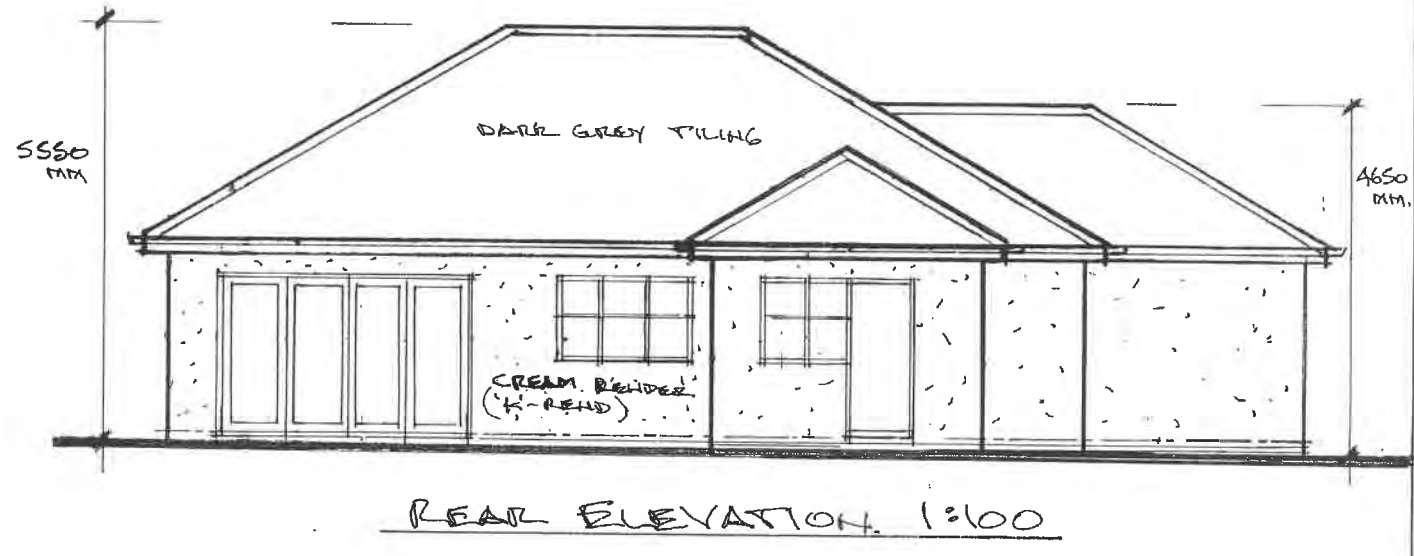 DARK GREY TILING
5550
MM
4650
MM.
CREAM RENDER
('K'-REND)
REAR ELEVATION. 1:100